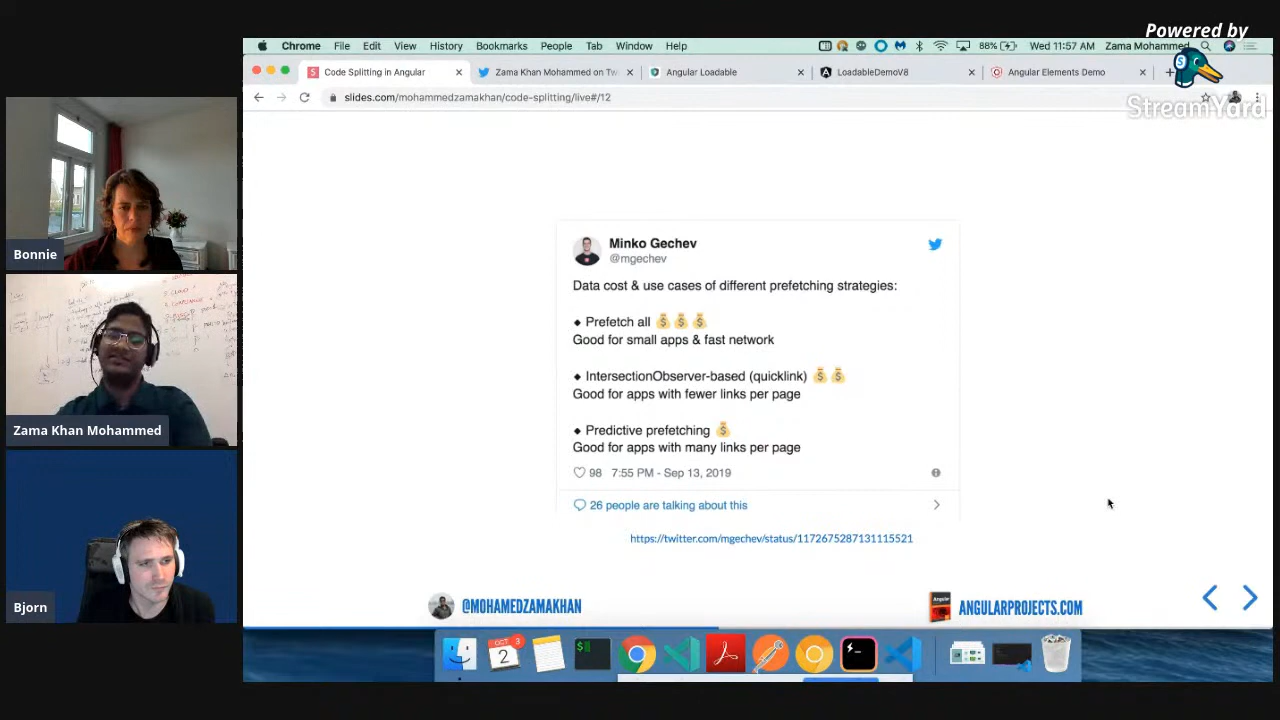 Powered by
StreamYard
Chrome File Edit View History Bookmarks People Tab Window Help
88% Wed 11:57 AM Zama Mohammed
Code Splitting in Angular
Zama Khan Mohammed on Tw
Angular Loadable
LoadableDemoV8
Angular Elements Demo
slides.com/mohammedzamakhan/code-splitting/live#/12
Bonnie
Zama Khan Mohammed
Bjorn
Minko Gechev
@mgechev
Data cost & use cases of different prefetching strategies:
◆ Prefetch all 💰 💰 💰
Good for small apps & fast network
◆ IntersectionObserver-based (quicklink) 💰 💰
Good for apps with fewer links per page
◆ Predictive prefetching 💰
Good for apps with many links per page
98 7:55 PM - Sep 13, 2019
26 people are talking about this
https://twitter.com/mgechev/status/1172675287131115521
@MOHAMEDZAMAKHAN
ANGULARPROJECTS.COM
OCT 3
2